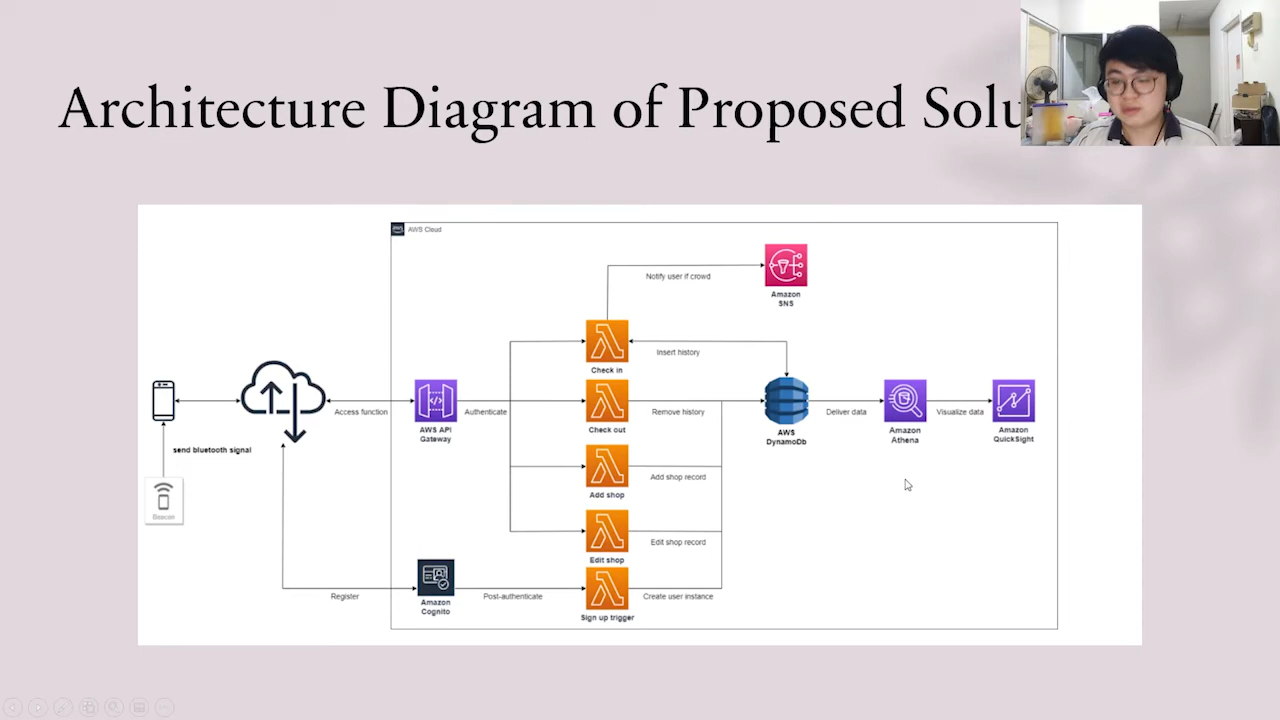 Architecture Diagram of Proposed Solu
AWS Cloud
Notify user if crowd
Amazon
SNS
Check in
Insert history
Access function
AWS API
Gateway
Authenticate
Check out
Remove history
AWS
DynamoDb
Deliver data
Amazon
Athena
Visualize data
Amazon
QuickSight
send bluetooth signal
Beacon
Add shop
Add shop record
Edit shop
Edit shop record
Register
Amazon
Cognito
Post-authenticate
Sign up trigger
Create user instance